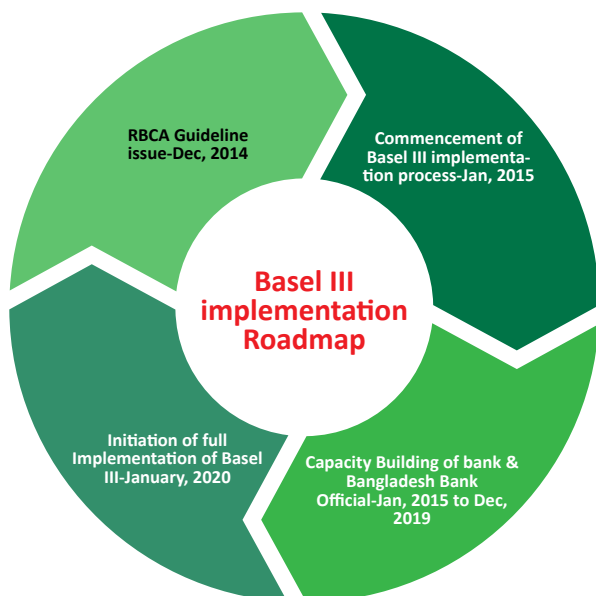 RBCA Guideline
issue-Dec, 2014
Commencement of
Basel III implementa-
tion process-Jan, 2015
Basel III
implementation
Roadmap
Initiation of full
Implementation of Basel
III-January, 2020
Capacity Building of bank &
Bangladesh Bank
Official-Jan, 2015 to Dec,
2019